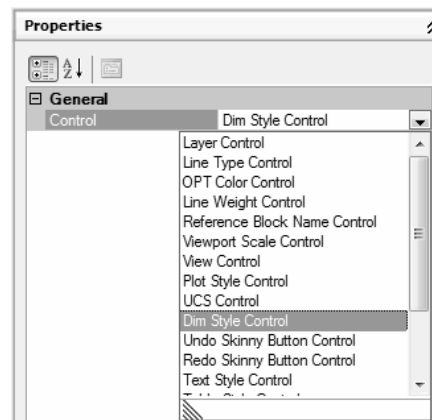 Properties
General
Control Dim Style Control
Layer Control
Line Type Control
OPT Color Control
Line Weight Control
Reference Block Name Control
Viewport Scale Control
View Control
Plot Style Control
UCS Control
Dim Style Control
Undo Skinny Button Control
Redo Skinny Button Control
Text Style Control